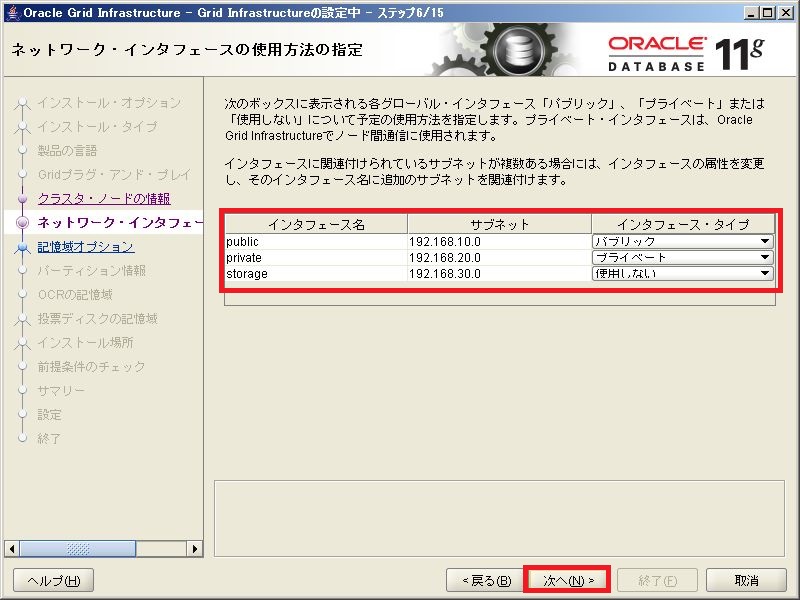 Oracle Grid Infrastructure - Grid Infrastructureの設定中 - ステップ6/15
ネットワーク・インタフェースの使用方法の指定
ORACLE
DATABASE 11g
インストール・オプション
インストール・タイプ
製品の言語
Gridプラグ・アンド・プレイ
クラスタ・ノードの情報
ネットワーク・インタフェー
記憶域オプション
パーティション情報
OCRの記憶域
投票ディスクの記憶域
インストール場所
前提条件のチェック
サマリー
設定
終了
次のボックスに表示される各グローバル・インタフェース「パブリック」、「プライベート」または
「使用しない」について予定の使用方法を指定します。プライベート・インタフェースは、Oracle
Grid Infrastructureでノード間通信に使用されます。
インタフェースに関連付けられているサブネットが複数ある場合には、インタフェースの属性を変更
し、そのインタフェース名に追加のサブネットを関連付けます。
インタフェース名 サブネット インタフェース・タイプ
public 192.168.10.0 パブリック
private 192.168.20.0 プライベート
storage 192.168.30.0 使用しない
ヘルプ(H) < 戻る(B) 次へ(N) > 終了(F) 取消